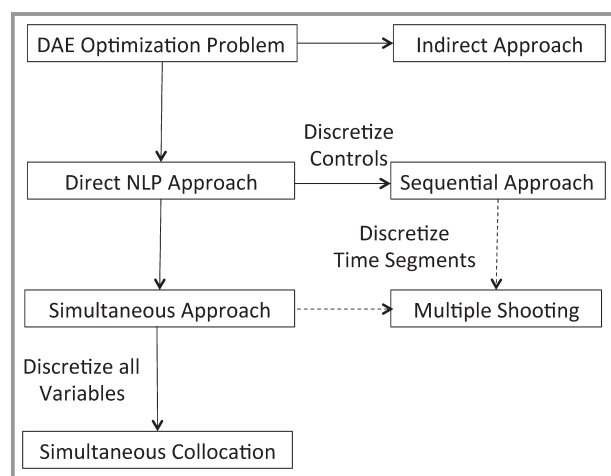 DAE Optimization Problem
Indirect Approach
Discretize
Controls
Direct NLP Approach
Sequential Approach
Discretize
Time Segments
Simultaneous Approach
Multiple Shooting
Discretize all
Variables
Simultaneous Collocation